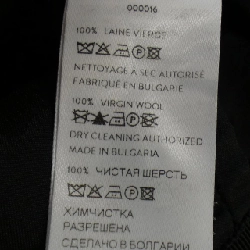 000016
100% LAINE VIERGE
NETTOYAGE A SEC AUTORISE
FABRIQUE EN BULGARIE
100% VIRGIN WOOL
DRY CLEANING AUTHORIZED
MADE IN BULGARIA
100% ЧИСТАЯ ШЕРСТЬ
ХИМЧИСТКА
РАЗРЕШЕНА
СДЕЛАНО В БОЛГАРИИ